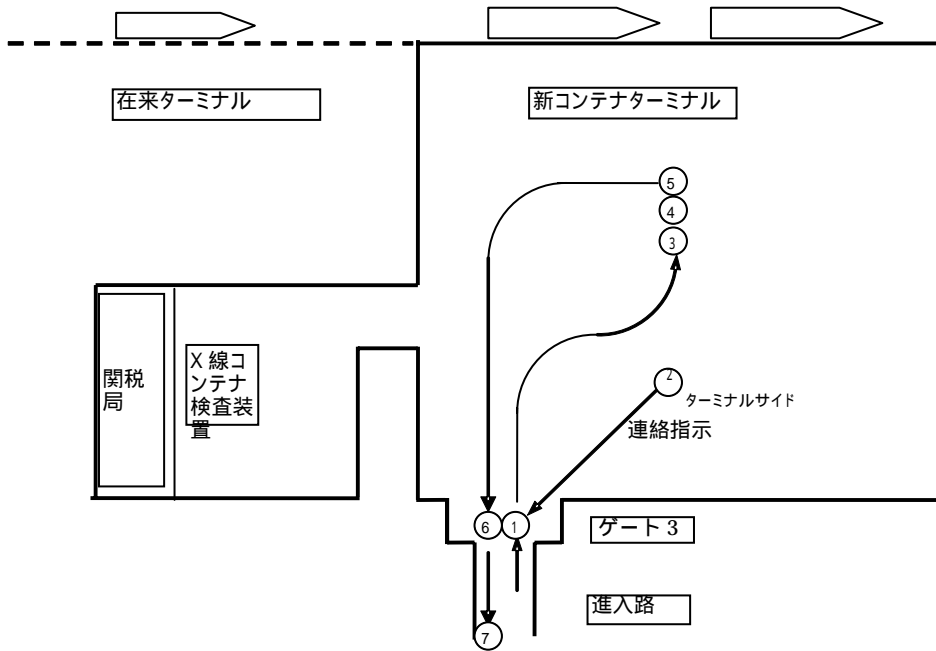 在来ターミナル
新コンテナターミナル
5
4
3
関税
局
X 線コ
ンテナ
検査装
置
2
ターミナルサイド
連絡指示
6
1
ゲート 3
進入路
7